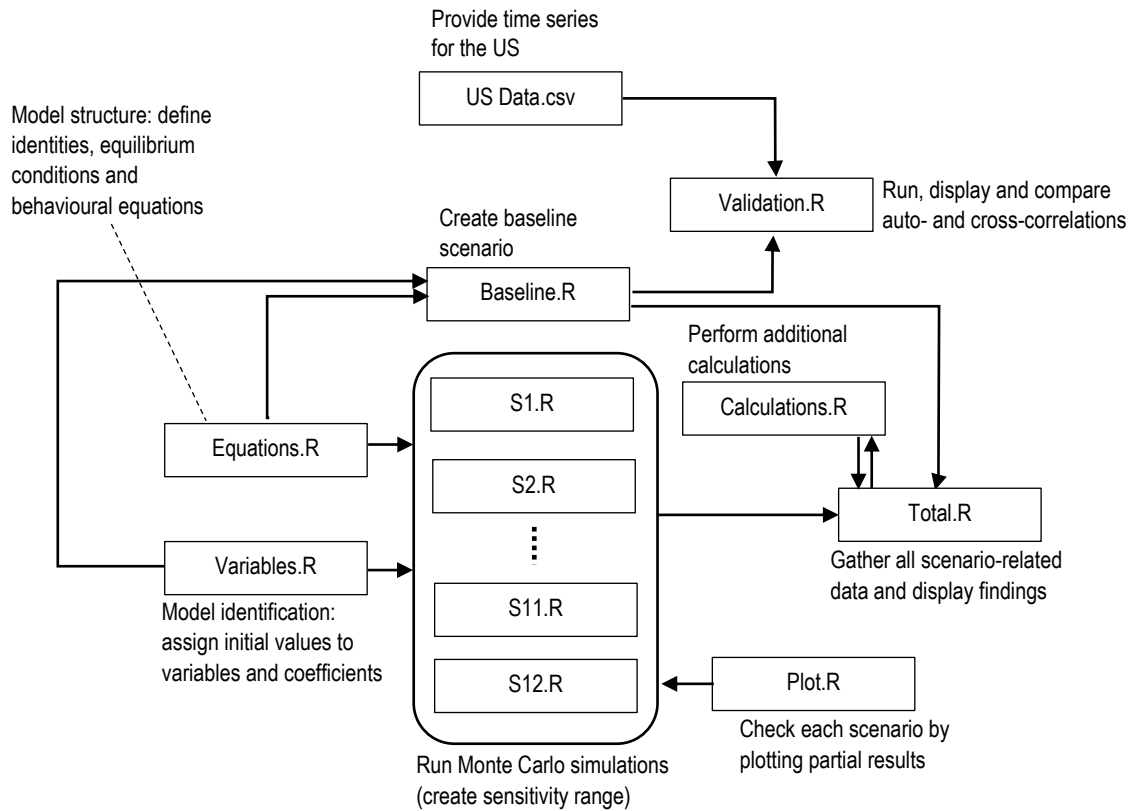 Provide time series
for the US
US Data.csv
Model structure: define
identities, equilibrium
conditions and
behavioural equations
Validation.R
Run, display and compare
auto- and cross-correlations
Create baseline
scenario
Baseline.R
Perform additional
calculations
Calculations.R
S1.R
Equations.R
S2.R
Total.R
Gather all scenario-related
data and display findings
Variables.R
Model identification:
assign initial values to
variables and coefficients
S11.R
S12.R
Plot.R
Check each scenario by
plotting partial results
Run Monte Carlo simulations
(create sensitivity range)